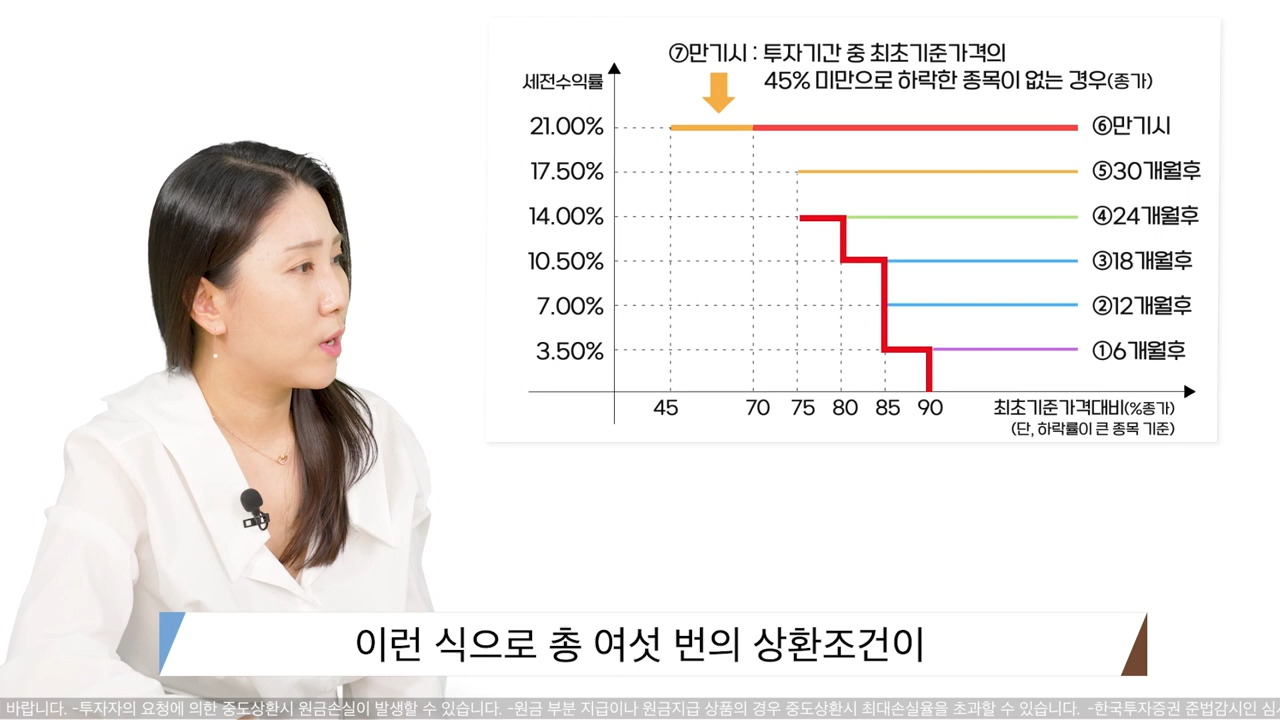 ⑦만기시 : 투자기간 중 최초기준가격의
45% 미만으로 하락한 종목이 없는 경우(종가)
세전수익률
21.00%
⑥만기시
17.50%
⑤30개월후
14.00%
④24개월후
10.50%
③18개월후
7.00%
②12개월후
3.50%
①6개월후
45 70 75 80 85 90
최초기준가격대비(%종가)
(단, 하락률이 큰 종목 기준)
이런 식으로 총 여섯 번의 상환조건이
바랍니다. -투자자의 요청에 의한 중도상환시 원금손실이 발생할 수 있습니다. -원금 부분 지급이나 원금지급 상품의 경우 중도상환시 최대손실율을 초과할 수 있습니다. -한국투자증권 준법감시인 심